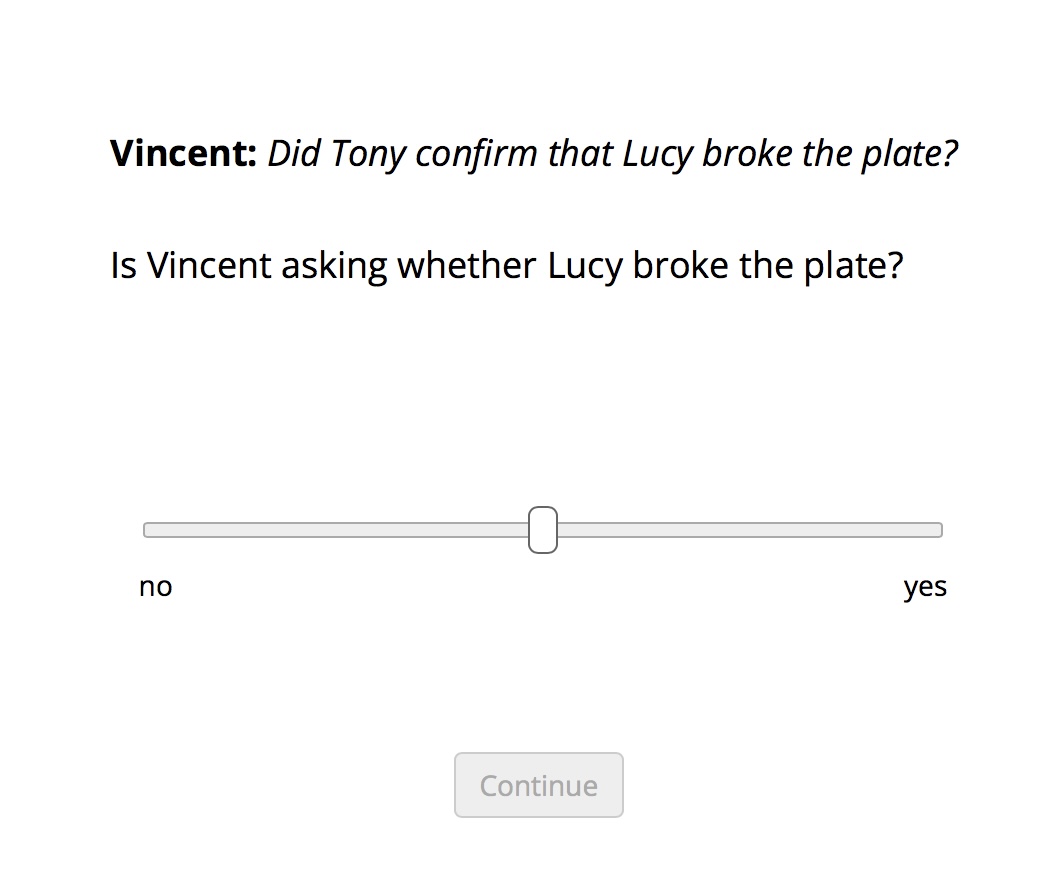 Vincent: Did Tony confirm that Lucy broke the plate?
Is Vincent asking whether Lucy broke the plate?
no yes
Continue